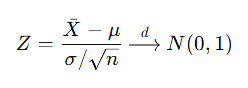 Z = \frac{\bar{X} - \mu}{\sigma/\sqrt{n}} \xrightarrow{d} N(0, 1)